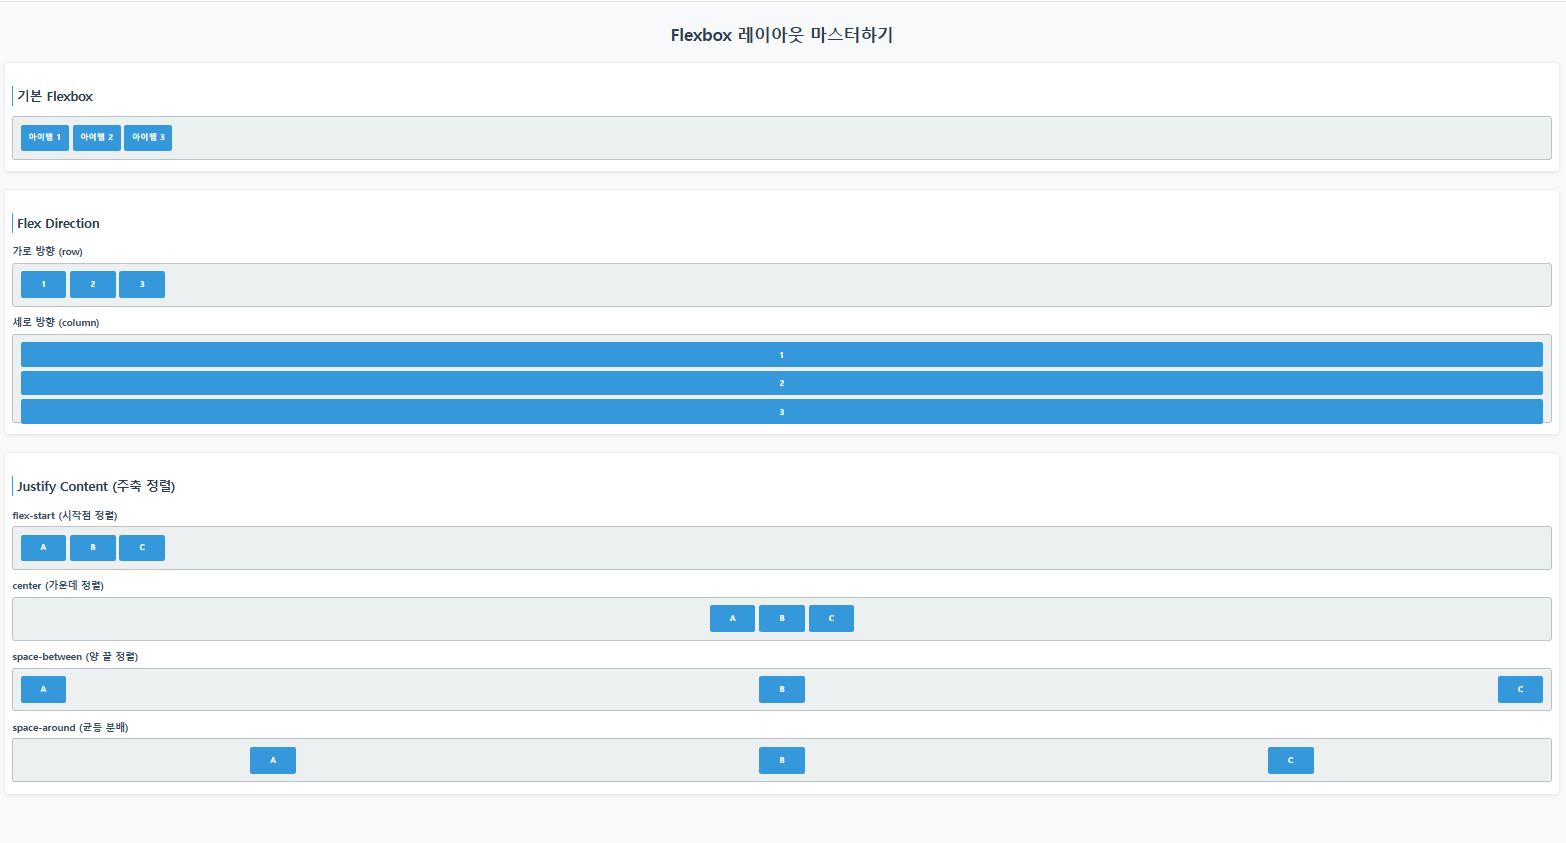 Flexbox 레이아웃 마스터하기
기본 Flexbox
아이템 1 아이템 2 아이템 3
Flex Direction
가로 방향 (row)
1 2 3
세로 방향 (column)
1
2
3
Justify Content (주축 정렬)
flex-start (시작점 정렬)
A B C
center (가운데 정렬)
A B C
space-between (양 끝 정렬)
A B C
space-around (균등 분배)
A B C